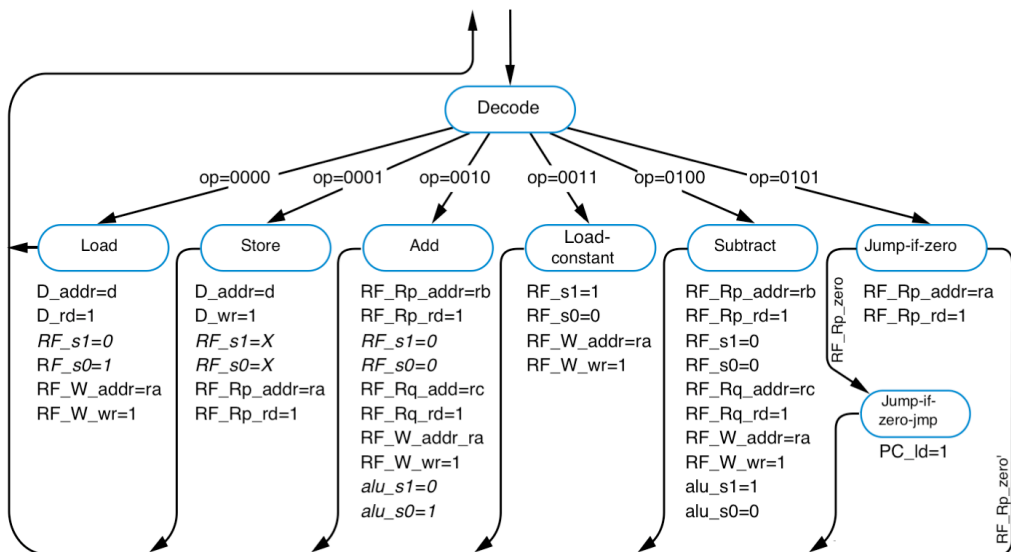 Decode
op=0000
op=0001
op=0010
op=0011
op=0100
op=0101
Load
D_addr=d
D_rd=1
RF_s1=0
RF_s0=1
RF_W_addr=ra
RF_W_wr=1
Store
D_addr=d
D_wr=1
RF_s1=X
RF_s0=X
RF_Rp_addr=ra
RF_Rp_rd=1
Add
RF_Rp_addr=rb
RF_Rp_rd=1
RF_s1=0
RF_s0=0
RF_Rq_add=rc
RF_Rq_rd=1
RF_W_addr_ra
RF_W_wr=1
alu_s1=0
alu_s0=1
Load-
constant
RF_s1=1
RF_s0=0
RF_W_addr=ra
RF_W_wr=1
Subtract
RF_Rp_addr=rb
RF_Rp_rd=1
RF_s1=0
RF_s0=0
RF_Rq_addr=rc
RF_Rq_rd=1
RF_W_addr=ra
RF_W_wr=1
alu_s1=1
alu_s0=0
Jump-if-zero
RF_Rp_addr=ra
RF_Rp_rd=1
RF_Rp_zero
Jump-if-
zero-jmp
PC_ld=1
RF_Rp_zero'